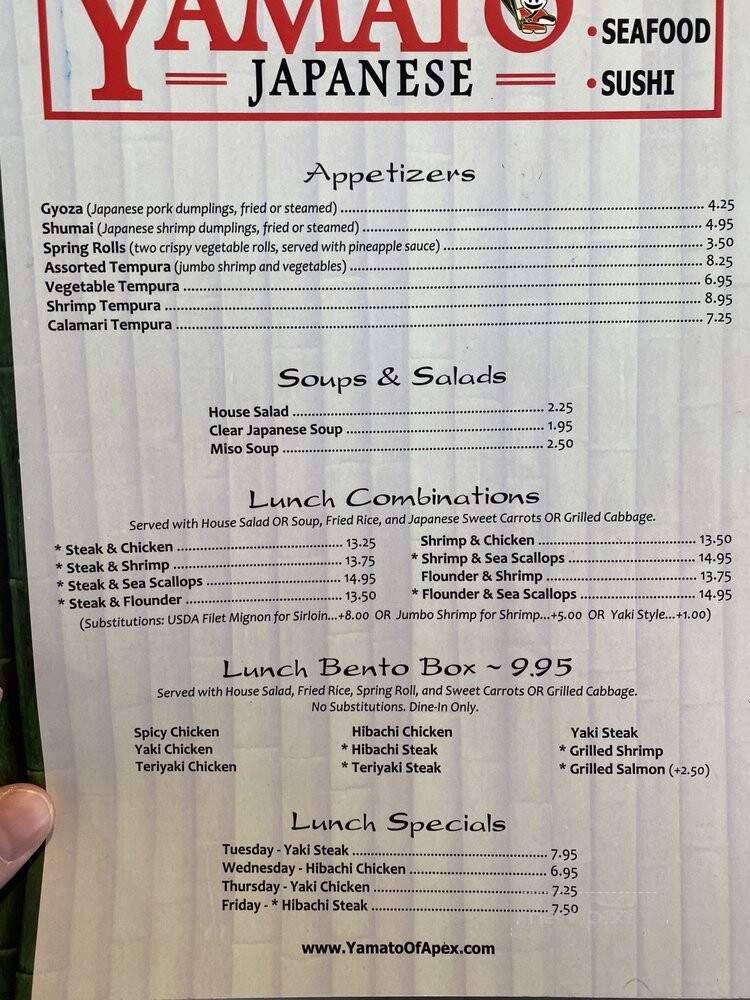 YAMATO
• SEAFOOD
JAPANESE
• SUSHI
Appetizers
Gyoza (Japanese pork dumplings, fried or steamed) 4.25
Shumai (Japanese shrimp dumplings, fried or steamed) 4.95
Spring Rolls (two crispy vegetable rolls, served with pineapple sauce) 3.50
Assorted Tempura (jumbo shrimp and vegetables) 8.25
Vegetable Tempura 6.95
Shrimp Tempura 8.95
Calamari Tempura 7.25
Soups & Salads
House Salad 2.25
Clear Japanese Soup 1.95
Miso Soup 2.50
Lunch Combinations
Served with House Salad OR Soup, Fried Rice, and Japanese Sweet Carrots OR Grilled Cabbage.
* Steak & Chicken 13.25
* Steak & Shrimp 13.75
* Steak & Sea Scallops 14.95
* Steak & Flounder 13.50
Shrimp & Chicken 13.50
* Shrimp & Sea Scallops 14.95
Flounder & Shrimp 13.75
* Flounder & Sea Scallops 14.95
(Substitutions: USDA Filet Mignon for Sirloin...+8.00 OR Jumbo Shrimp for Shrimp...+5.00 OR Yaki Style...+1.00)
Lunch Bento Box ~ 9.95
Served with House Salad, Fried Rice, Spring Roll, and Sweet Carrots OR Grilled Cabbage.
No Substitutions. Dine-In Only.
Spicy Chicken
Yaki Chicken
Teriyaki Chicken
Hibachi Chicken
* Hibachi Steak
* Teriyaki Steak
Yaki Steak
* Grilled Shrimp
* Grilled Salmon (+2.50)
Lunch Specials
Tuesday - Yaki Steak 7.95
Wednesday - Hibachi Chicken 6.95
Thursday - Yaki Chicken 7.25
Friday - * Hibachi Steak 7.50
www.YamatoOfApex.com